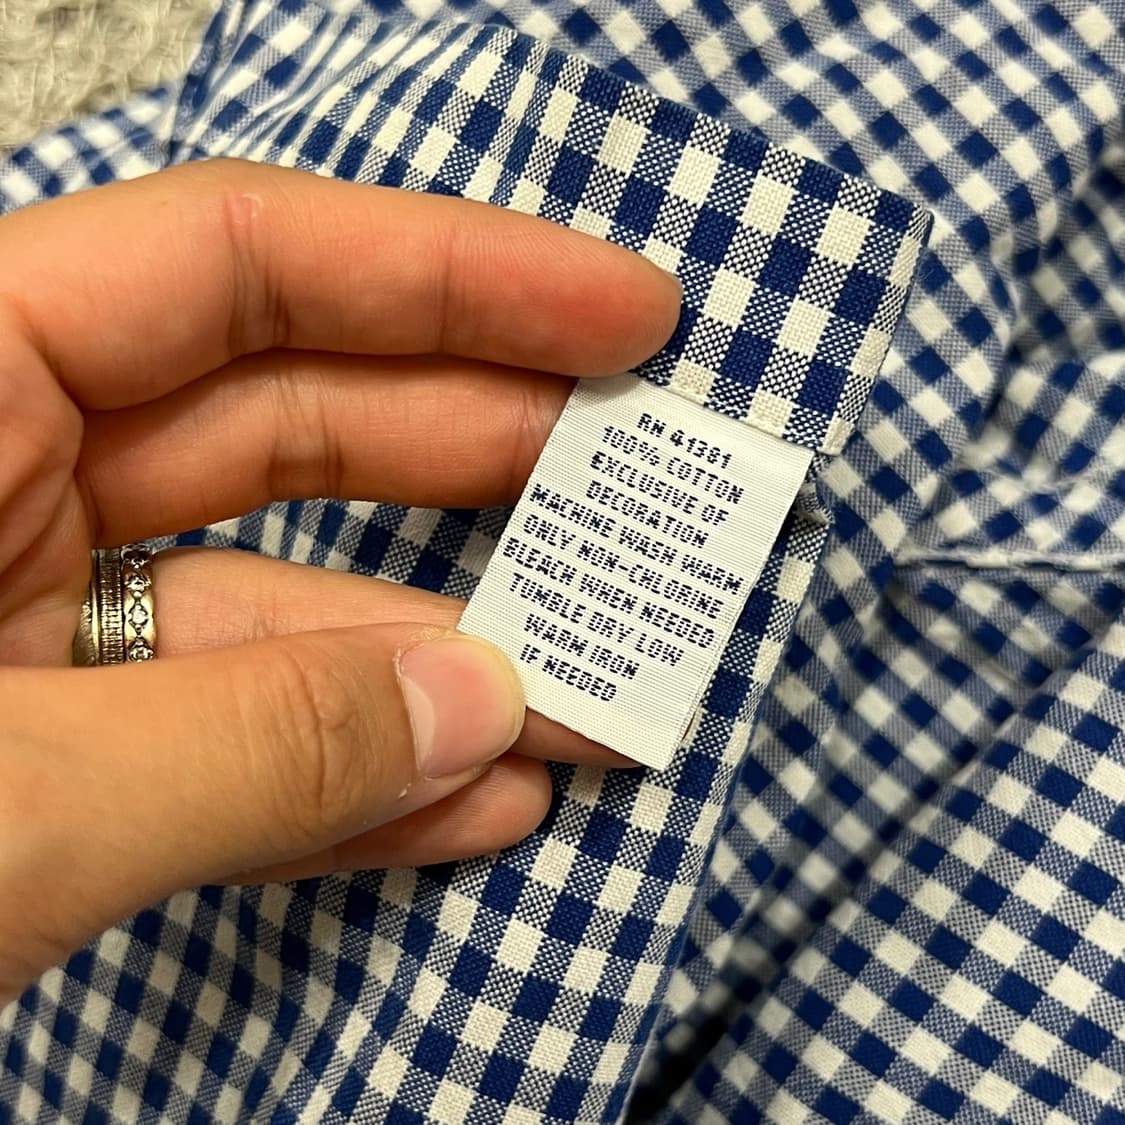 RN 41381
100% COTTON
EXCLUSIVE OF
DECORATION
MACHINE WASH WARM
ONLY NON-CHLORINE
BLEACH WHEN NEEDED
TUMBLE DRY LOW
WARM IRON
IF NEEDED